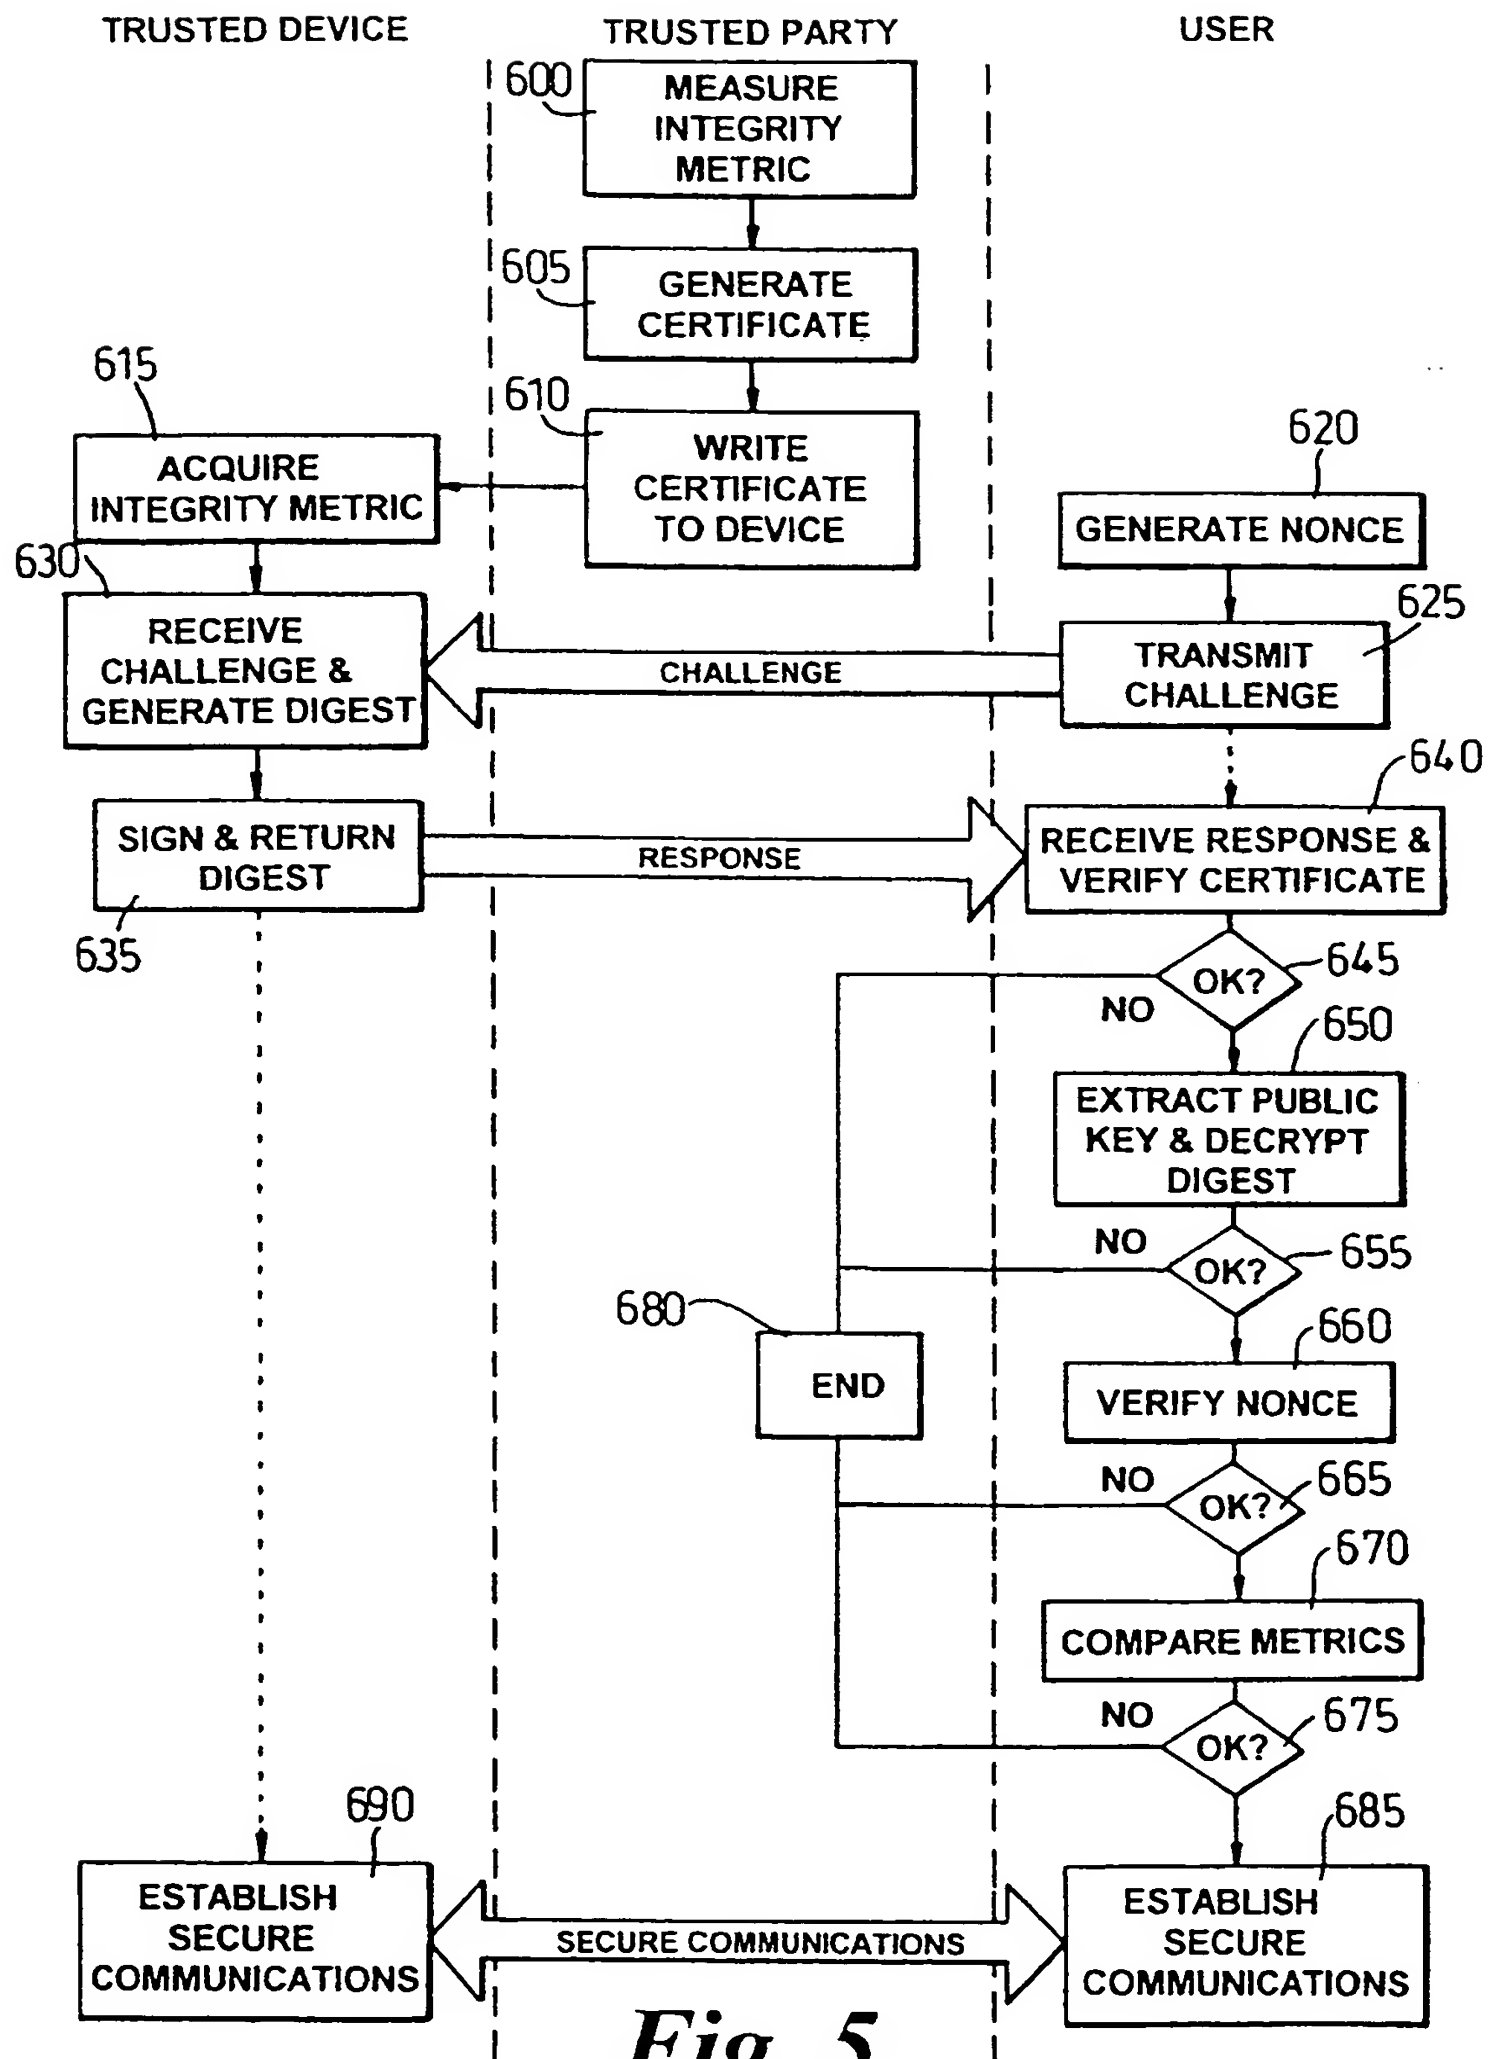 TRUSTED DEVICE
TRUSTED PARTY
USER
600
MEASURE
INTEGRITY
METRIC
605
GENERATE
CERTIFICATE
615
610
WRITE
CERTIFICATE
TO DEVICE
ACQUIRE
INTEGRITY METRIC
620
GENERATE NONCE
630
RECEIVE
CHALLENGE &
GENERATE DIGEST
CHALLENGE
625
TRANSMIT
CHALLENGE
640
SIGN & RETURN
DIGEST
635
RESPONSE
RECEIVE RESPONSE &
VERIFY CERTIFICATE
OK?
645
NO
650
EXTRACT PUBLIC
KEY & DECRYPT
DIGEST
NO
OK?
655
680
END
660
VERIFY NONCE
NO
OK?
665
670
COMPARE METRICS
NO
OK?
675
690
685
ESTABLISH
SECURE
COMMUNICATIONS
SECURE COMMUNICATIONS
ESTABLISH
SECURE
COMMUNICATIONS
Fig. 5